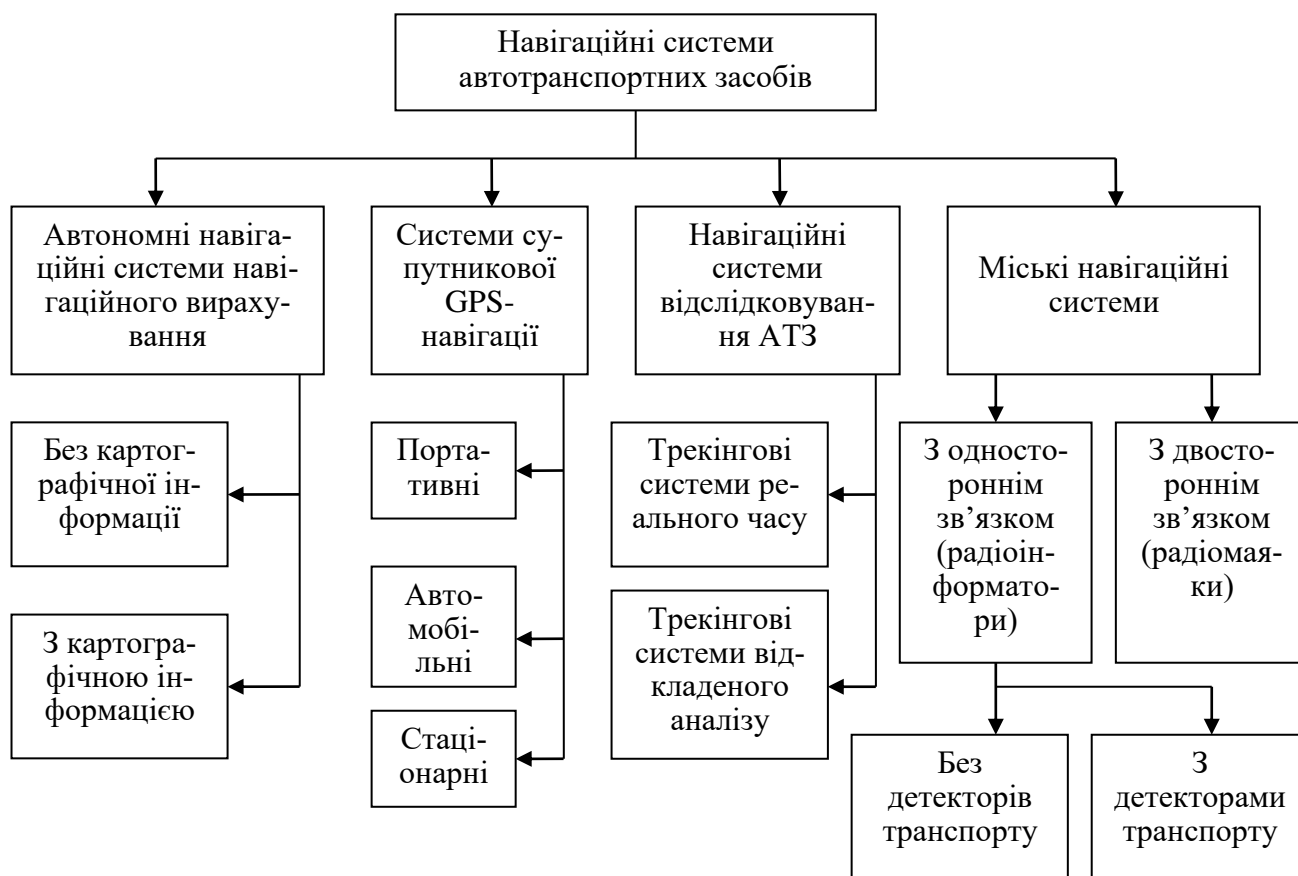 Навігаційні системи
автотранспортних засобів
Автономні навіга-
ційні системи наві-
гаційного вираху-
вання
Системи су-
путникової
GPS-
навігації
Навігаційні
системи
відслідковуван-
ня АТЗ
Міські навігаційні
системи
Без картог-
рафічної ін-
формації
З картогра-
фічною ін-
формацією
Порта-
тивні
Авто-
мобі-
льні
Стаці-
онарні
Трекінгові
системи ре-
ального часу
Трекінгові
системи від-
кладеного
аналізу
З односто-
роннім
зв’язком
(радіоін-
формато-
ри)
З двосто-
роннім
зв’язком
(радіомая-
ки)
Без
детекторів
транспорту
З
детекторами
транспорту